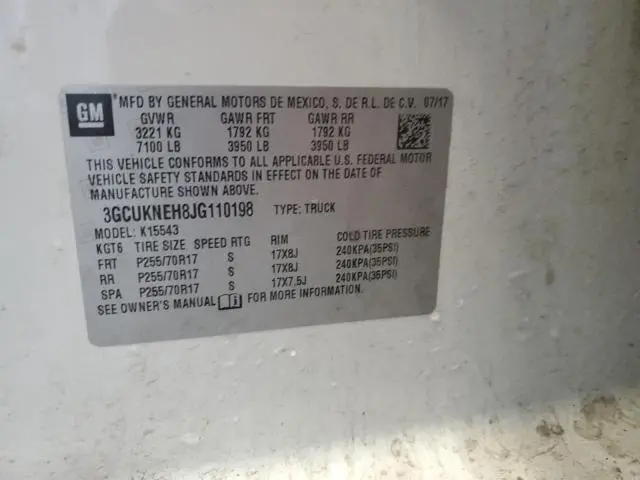 GM
® MFD BY GENERAL MOTORS DE MEXICO, S. DE R.L. DE C.V. 07/17
GVWR GAWR FRT GAWR RR
3221 KG 1792 KG 1792 KG
7100 LB 3950 LB 3950 LB
THIS VEHICLE CONFORMS TO ALL APPLICABLE U.S. FEDERAL MOTOR
VEHICLE SAFETY STANDARDS IN EFFECT ON THE DATE OF
MANUFACTURE SHOWN ABOVE.
3GCUKNEH8JG110198 TYPE: TRUCK
MODEL: K15543
KGT6 TIRE SIZE SPEED RTG RIM COLD TIRE PRESSURE
FRT P255/70R17 S 17X8J 240KPA(35PSI)
RR P255/70R17 S 17X8J 240KPA(35PSI)
SPA P255/70R17 S 17X7.5J 240KPA(35PSI)
SEE OWNER'S MANUAL i FOR MORE INFORMATION.